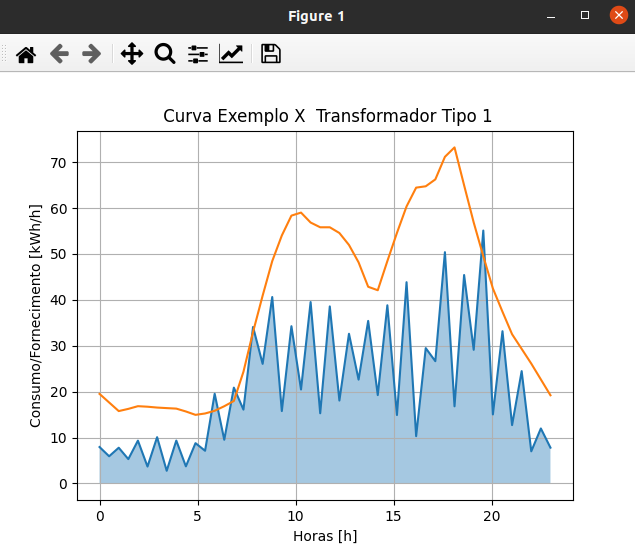 Figure 1
Curva Exemplo X  Transformador Tipo 1
Consumo/Fornecimento [kWh/h]
70
60
50
40
30
20
10
0
0 5 10 15 20
Horas [h]